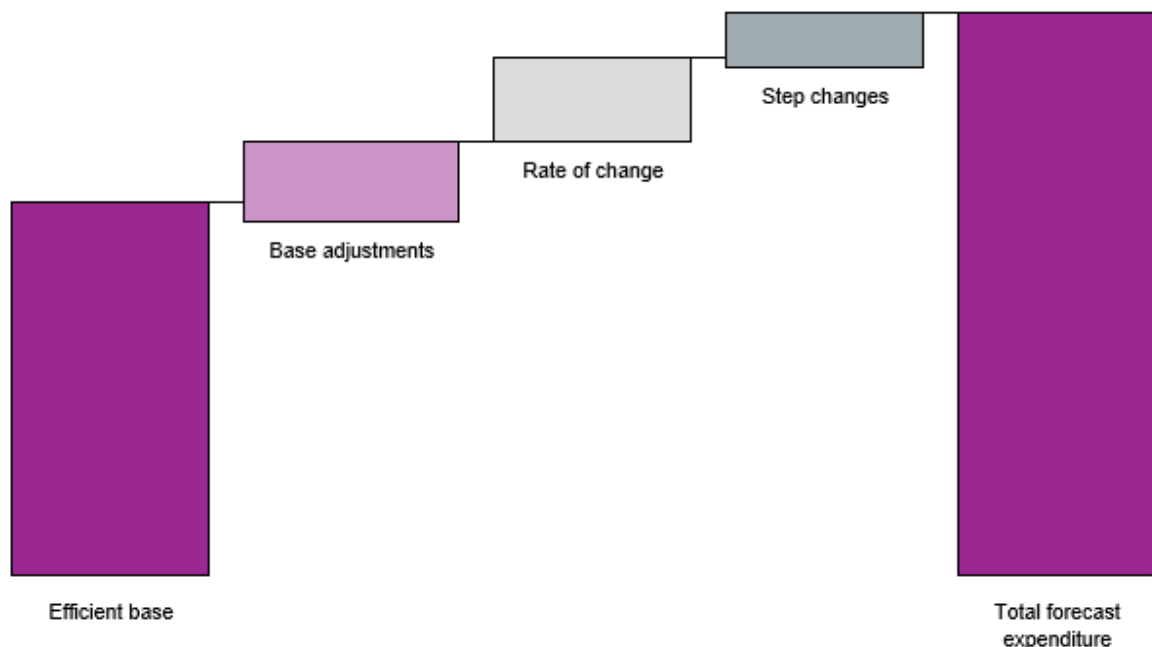 Step changes
Rate of change
Base adjustments
Efficient base
Total forecast
expenditure